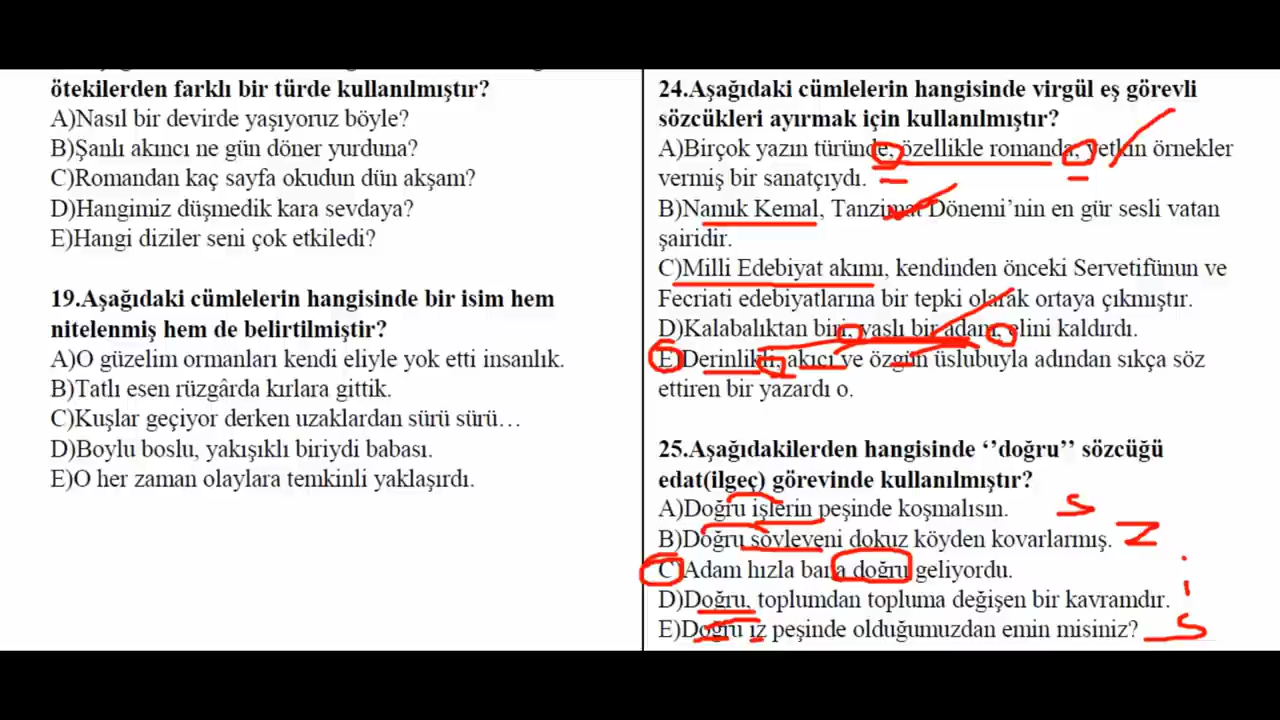 ötekilerden farklı bir türde kullanılmıştır?
A)Nasıl bir devirde yaşıyoruz böyle?
B)Şanlı akıncı ne gün döner yurduna?
C)Romandan kaç sayfa okudun dün akşam?
D)Hangimiz düşmedik kara sevdaya?
E)Hangi diziler seni çok etkiledi?
19.Aşağıdaki cümlelerin hangisinde bir isim hem
nitelenmiş hem de belirtilmiştir?
A)O güzelim ormanları kendi eliyle yok etti insanlık.
B)Tatlı esen rüzgârda kırlara gittik.
C)Kuşlar geçiyor derken uzaklardan sürü sürü…
D)Boylu boslu, yakışıklı biriydi babası.
E)O her zaman olaylara temkinli yaklaşırdı.
24.Aşağıdaki cümlelerin hangisinde virgül eş görevli
sözcükleri ayırmak için kullanılmıştır?
A)Birçok yazın türünde, özellikle romanda, yetkin örnekler
vermiş bir sanatçıydı.
B)Namık Kemal, Tanzimat Dönemi’nin en gür sesli vatan
şairidir.
C)Milli Edebiyat akımı, kendinden önceki Servetifünun ve
Fecriati edebiyatlarına bir tepki olarak ortaya çıkmıştır.
D)Kalabalıktan biri, yaşlı bir adam, elini kaldırdı.
E)Derinlikli, akıcı ve özgün üslubuyla adından sıkça söz
ettiren bir yazardı o.
25.Aşağıdakilerden hangisinde ‘’doğru’’ sözcüğü
edat(ilgeç) görevinde kullanılmıştır?
A)Doğru işlerin peşinde koşmalısın. S
B)Doğru söyleyeni dokuz köyden kovarlarmış. Z
C)Adam hızla bana doğru geliyordu.
D)Doğru, toplumdan topluma değişen bir kavramdır. i
E)Doğru iz peşinde olduğumuzdan emin misiniz? S